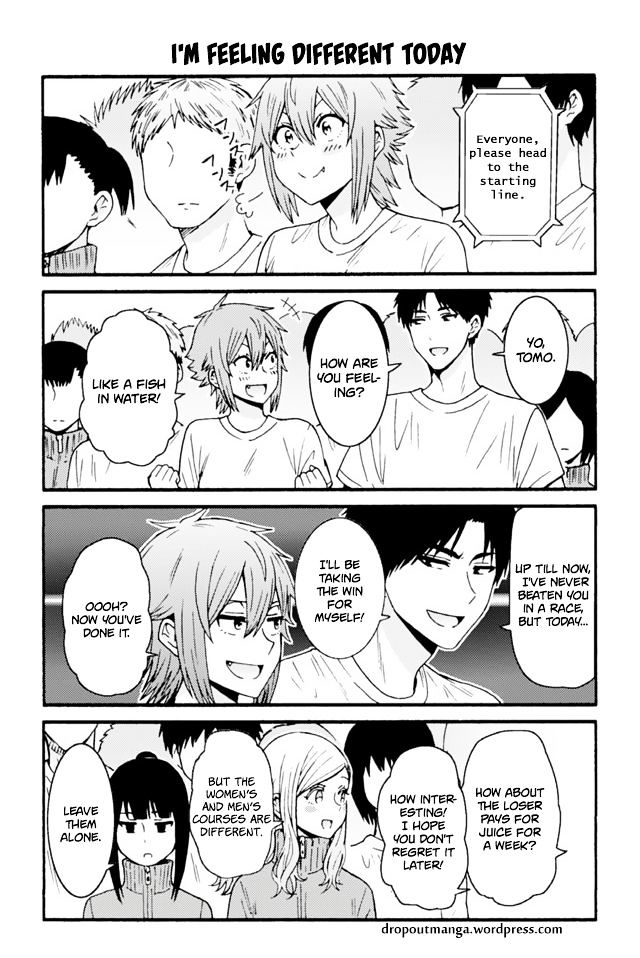 I'M FEELING DIFFERENT TODAY
Everyone,
please head
to the
starting
line.
YO,
TOMO.
HOW ARE
YOU FEEL-
ING?
LIKE A FISH
IN WATER!
UP TILL NOW,
I'VE NEVER
BEATEN YOU
IN A RACE,
BUT TODAY...
I'LL BE
TAKING
THE WIN
FOR
MYSELF!
OOOH?
NOW YOU'VE
DONE IT.
HOW ABOUT
THE LOSER
PAYS FOR
JUICE FOR
A WEEK?
HOW INTER-
ESTING!
I HOPE
YOU DON'T
REGRET IT
LATER!
BUT THE
WOMEN'S
AND MEN'S
COURSES ARE
DIFFERENT.
LEAVE
THEM
ALONE.
dropoutmanga.wordpress.com